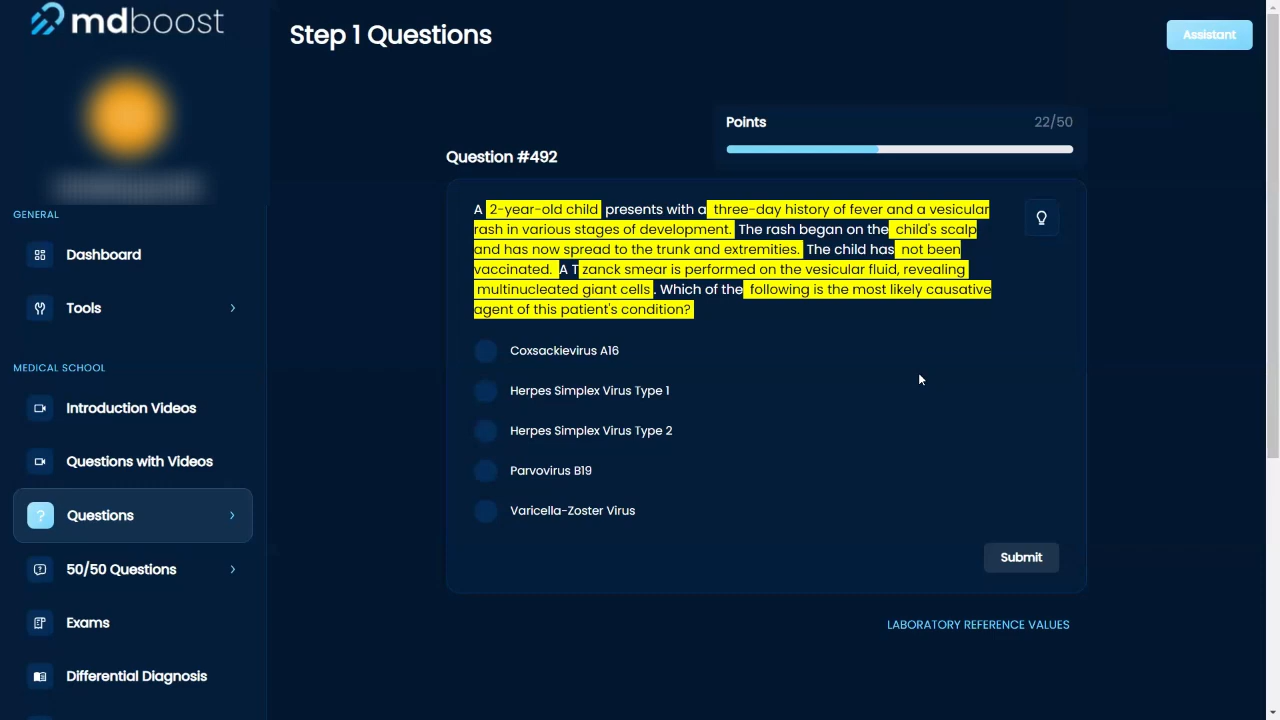 mdboost
Step 1 Questions
Assistant
Points
22/50
Question #492
A 2-year-old child presents with a three-day history of fever and a vesicular
rash in various stages of development. The rash began on the child's scalp
and has now spread to the trunk and extremities. The child has not been
vaccinated. A Tzanck smear is performed on the vesicular fluid, revealing
multinucleated giant cells. Which of the following is the most likely causative
agent of this patient's condition?
Coxsackievirus A16
Herpes Simplex Virus Type 1
Herpes Simplex Virus Type 2
Parvovirus B19
Varicella-Zoster Virus
Submit
LABORATORY REFERENCE VALUES
GENERAL
Dashboard
Tools
MEDICAL SCHOOL
Introduction Videos
Questions with Videos
Questions
50/50 Questions
Exams
Differential Diagnosis